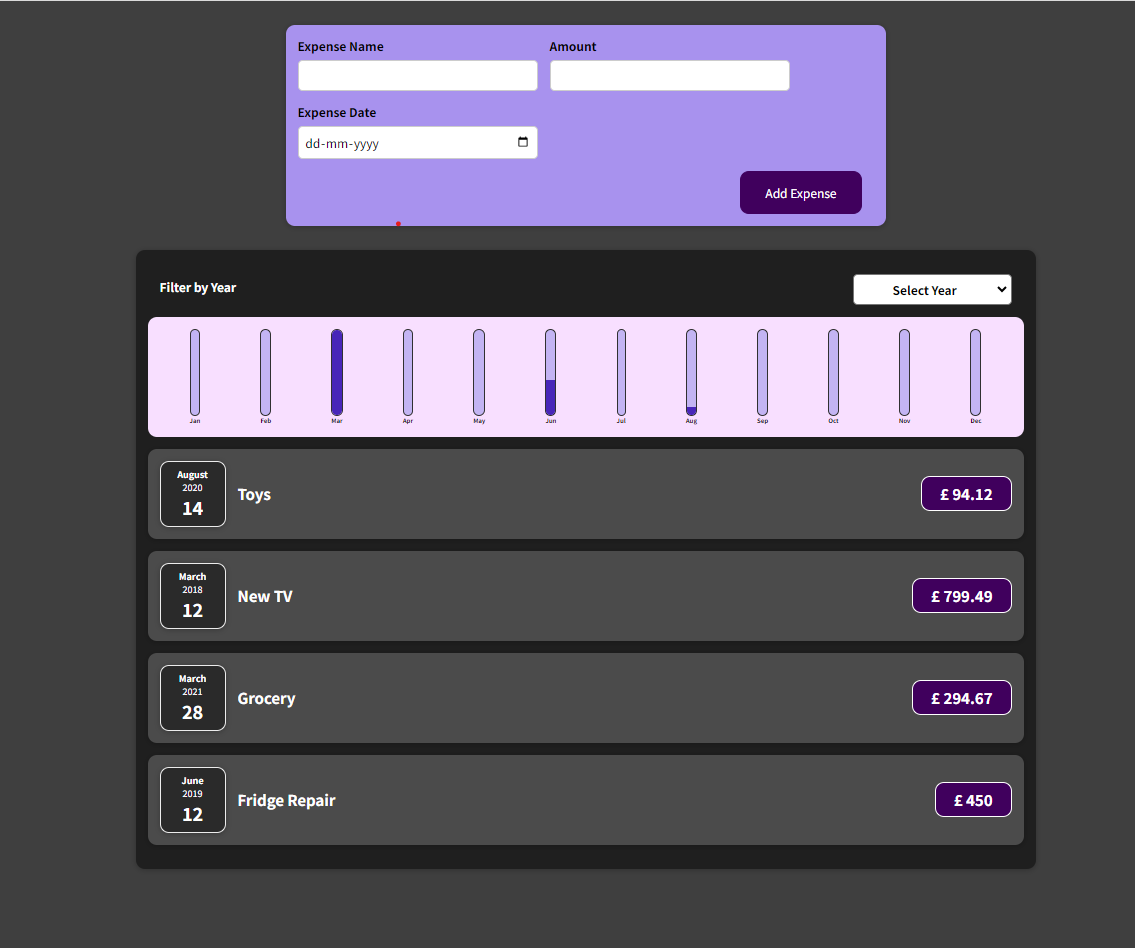 Expense Name Amount
Expense Date
dd-mm-yyyy
Add Expense
Filter by Year Select Year
Jan Feb Mar Apr May Jun Jul Aug Sep Oct Nov Dec
August
2020
14
Toys
£ 94.12
March
2018
12
New TV
£ 799.49
March
2021
28
Grocery
£ 294.67
June
2019
12
Fridge Repair
£ 450